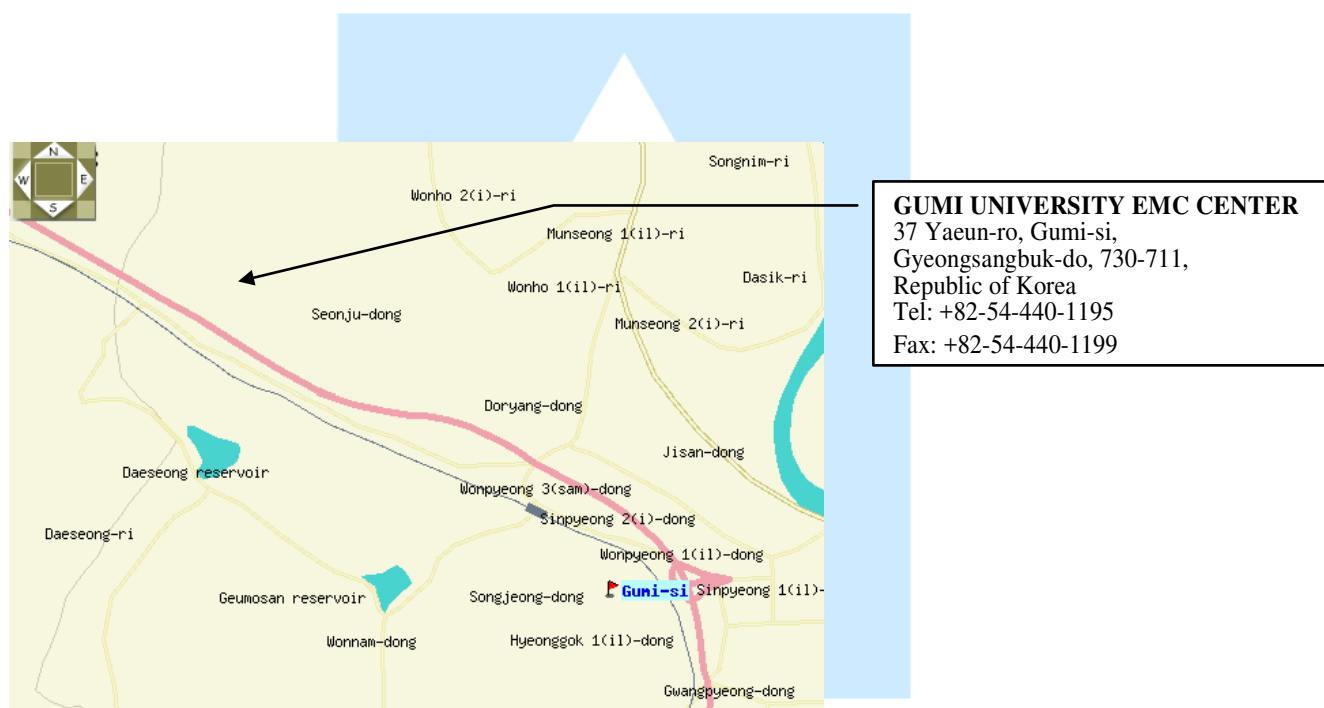 N
W E
S
Songnim-ri
Wonho 2(i)-ri
Munseong 1(il)-ri
Dasik-ri
Wonho 1(il)-ri
Seonju-dong
Munseong 2(i)-ri
Doryang-dong
Jisan-dong
Daeseong reservoir
Wonpyeong 3(sam)-dong
Sinpyeong 2(i)-dong
Daeseong-ri
Wonpyeong 1(il)-dong
Gumi-si
Sinpyeong 1(il)-
Geumosan reservoir
Songjeong-dong
Wonnam-dong
Hyeonggok 1(il)-dong
Gwangpyeong-dong
GUMI UNIVERSITY EMC CENTER
37 Yaeun-ro, Gumi-si,
Gyeongsangbuk-do, 730-711,
Republic of Korea
Tel: +82-54-440-1195
Fax: +82-54-440-1199